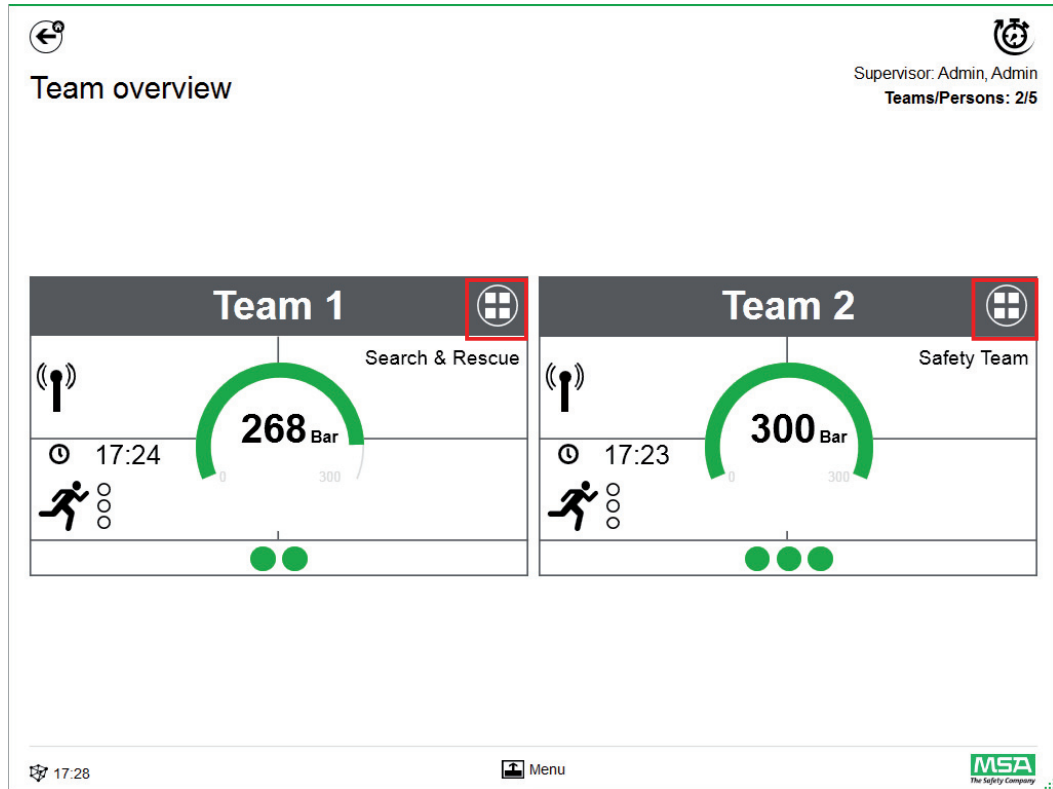 Supervisor: Admin, Admin
Team overview
Teams/Persons: 2/5
Team 1
Search & Rescue
268 Bar
17:24
0 300
Team 2
Safety Team
300 Bar
17:23
0 300
17:28
Menu
MSA
The Safety Company